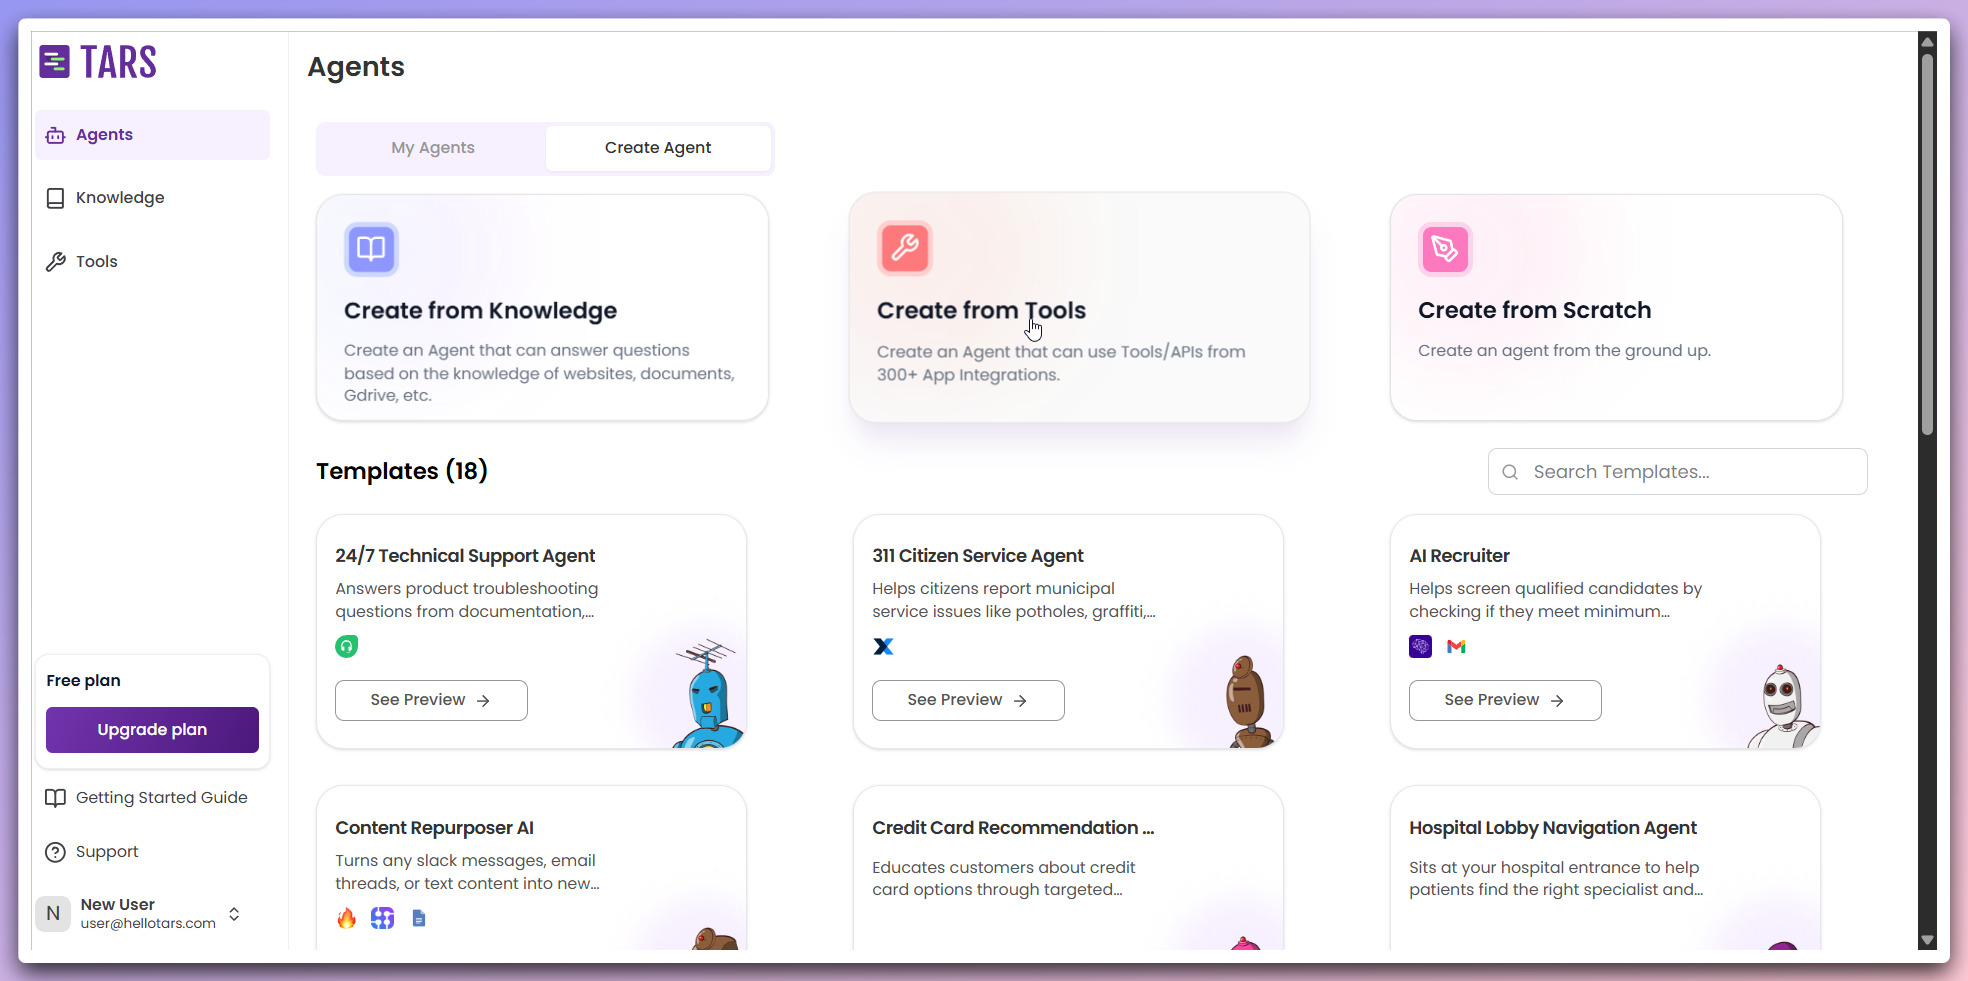 TARS
Agents
Knowledge
Tools
Free plan
Upgrade plan
Getting Started Guide
Support
N
New User
user@hellotars.com
Agents
My Agents
Create Agent
Create from Knowledge
Create an Agent that can answer questions
based on the knowledge of websites, documents,
Gdrive, etc.
Create from Tools
Create an Agent that can use Tools/APIs from
300+ App Integrations.
Create from Scratch
Create an agent from the ground up.
Templates (18)
Search Templates...
24/7 Technical Support Agent
Answers product troubleshooting
questions from documentation,...
See Preview
311 Citizen Service Agent
Helps citizens report municipal
service issues like potholes, graffiti,...
See Preview
AI Recruiter
Helps screen qualified candidates by
checking if they meet minimum...
See Preview
Content Repurposer AI
Turns any slack messages, email
threads, or text content into new...
Credit Card Recommendation ...
Educates customers about credit
card options through targeted...
Hospital Lobby Navigation Agent
Sits at your hospital entrance to help
patients find the right specialist and...